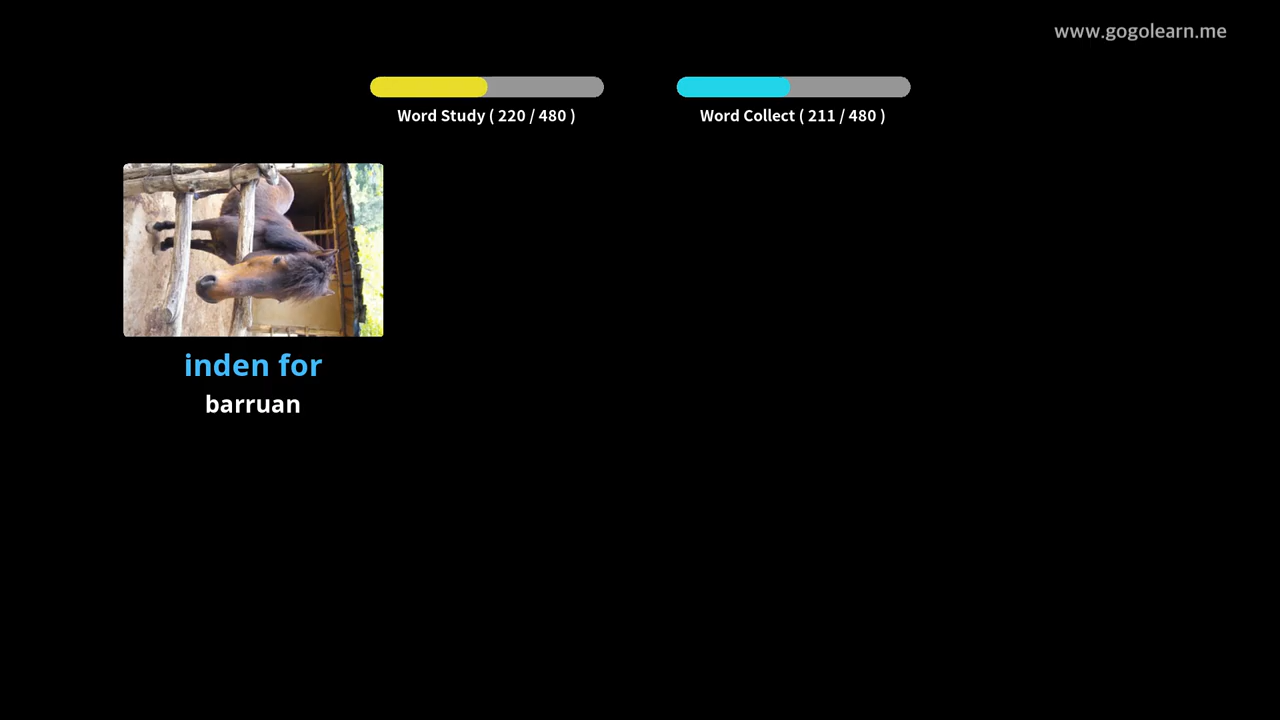 www.gogolearn.me
Word Study ( 220 / 480 )
Word Collect ( 211 / 480 )
inden for
barruan